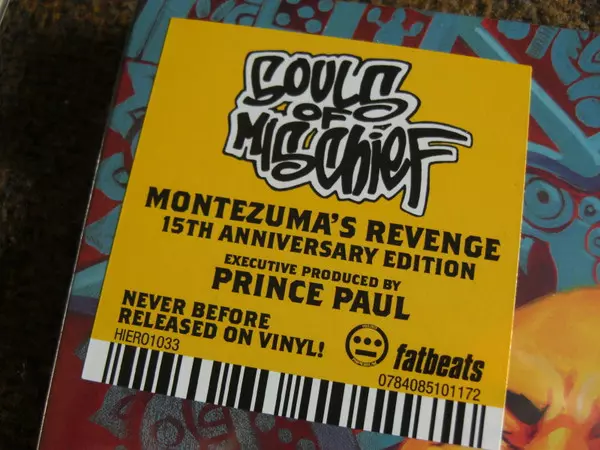 SOULS
OF
MISCHIEF
MONTEZUMA'S REVENGE
15TH ANNIVERSARY EDITION
EXECUTIVE PRODUCED BY
PRINCE PAUL
NEVER BEFORE
RELEASED ON VINYL!
HIERO1033
fatbeats
0784085101172